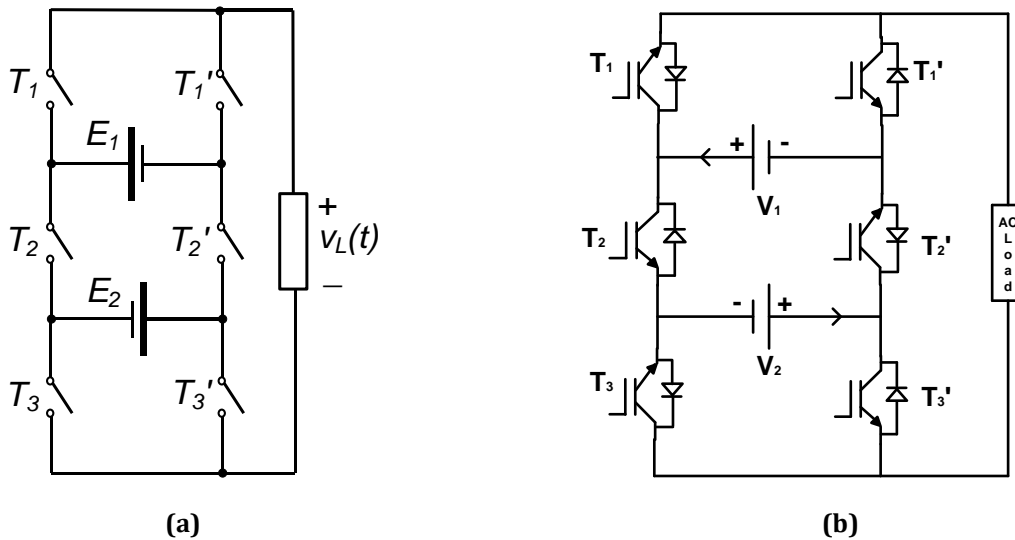 T1
T1'
E1
T2
T2'
E2
T3
T3'
+
vL(t)
–
(a)
T1
T1'
+
-
V1
T2
T2'
-
+
V2
T3
T3'
AC
L
o
a
d
(b)